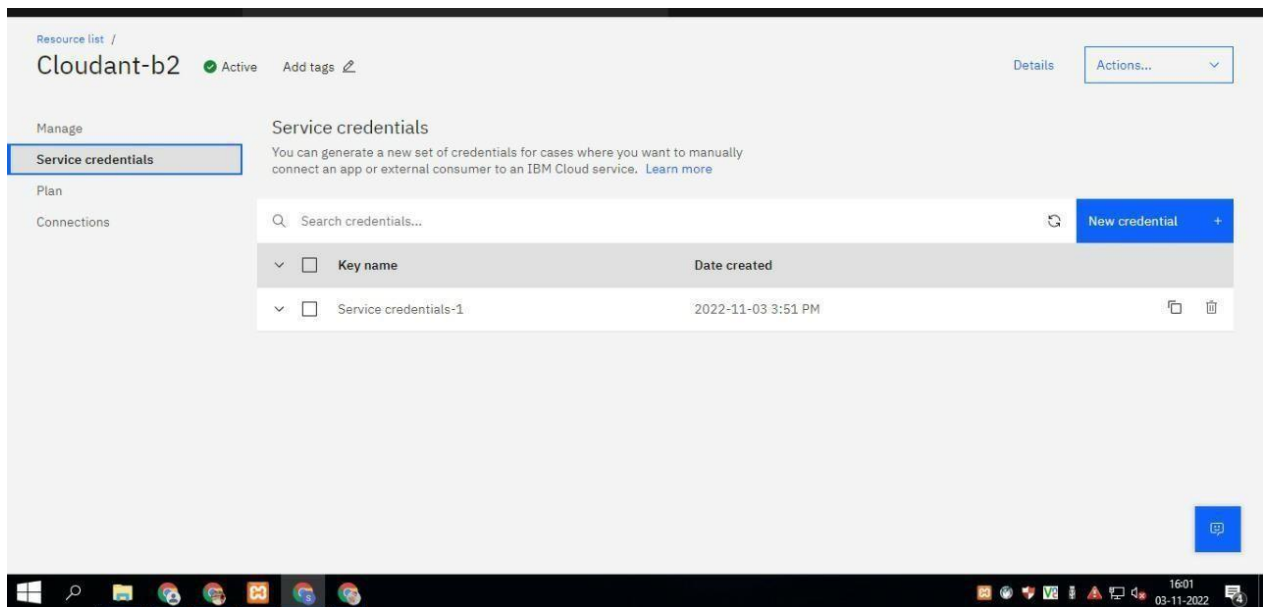 Resource list /
Cloudant-b2 Active Add tags Details Actions...
Manage
Service credentials
Plan
Connections
Service credentials
You can generate a new set of credentials for cases where you want to manually
connect an app or external consumer to an IBM Cloud service. Learn more
Search credentials... New credential +
Key name Date created
Service credentials-1 2022-11-03 3:51 PM
16:01
03-11-2022